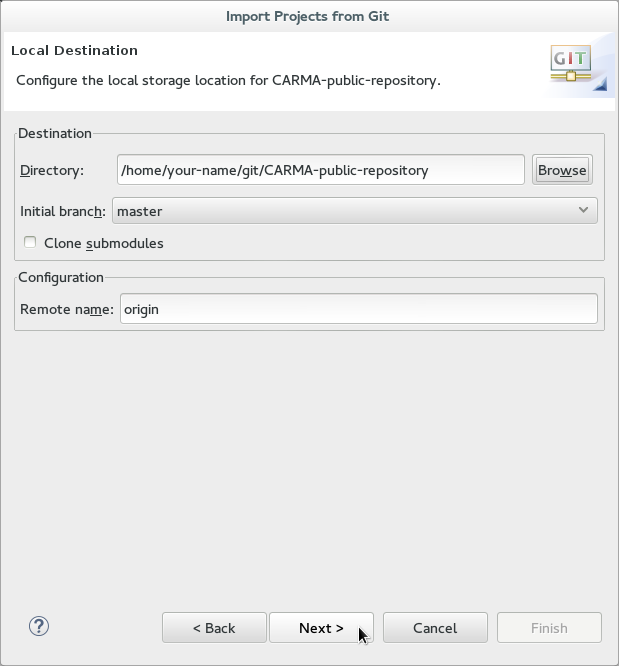 Import Projects from Git
Local Destination
Configure the local storage location for CARMA-public-repository.
GIT
Destination
Directory: /home/your-name/git/CARMA-public-repository Browse
Initial branch: master
Clone submodules
Configuration
Remote name: origin
? < Back Next > Cancel Finish